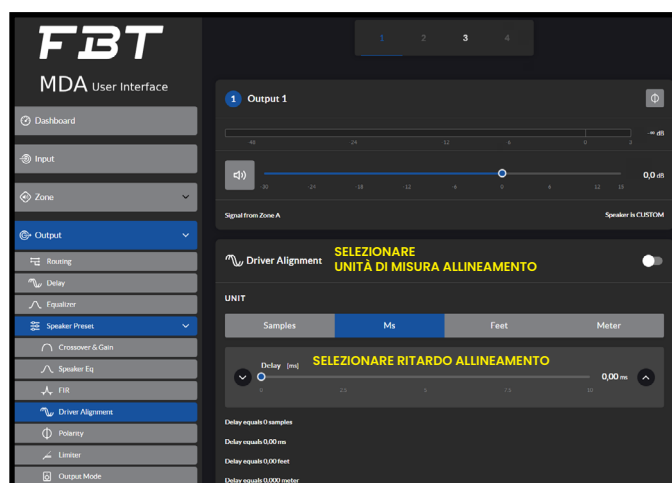 FBT
MDA User Interface
Dashboard
Input
Zone
Output
Routing
Delay
Equalizer
Speaker Preset
Crossover & Gain
Speaker Eq
FIR
Driver Alignment
Polarity
Limiter
Output Mode
1 2 3 4
1 Output 1
-48 24 12 6 0 3
-∞ dB
-30 -24 -18 -12 -6 0 6 12 15
0,0 dB
Signal from Zone A
Speaker is CUSTOM
Driver Alignment
SELEZIONARE
UNITÀ DI MISURA ALLINEAMENTO
UNIT
Samples Ms Feet Meter
Delay [ms]
SELEZIONARE RITARDO ALLINEAMENTO
0,00 ms
0 2.5 5 7.5 10
Delay equals 0 samples
Delay equals 0,00 ms
Delay equals 0,00 feet
Delay equals 0,000 meter